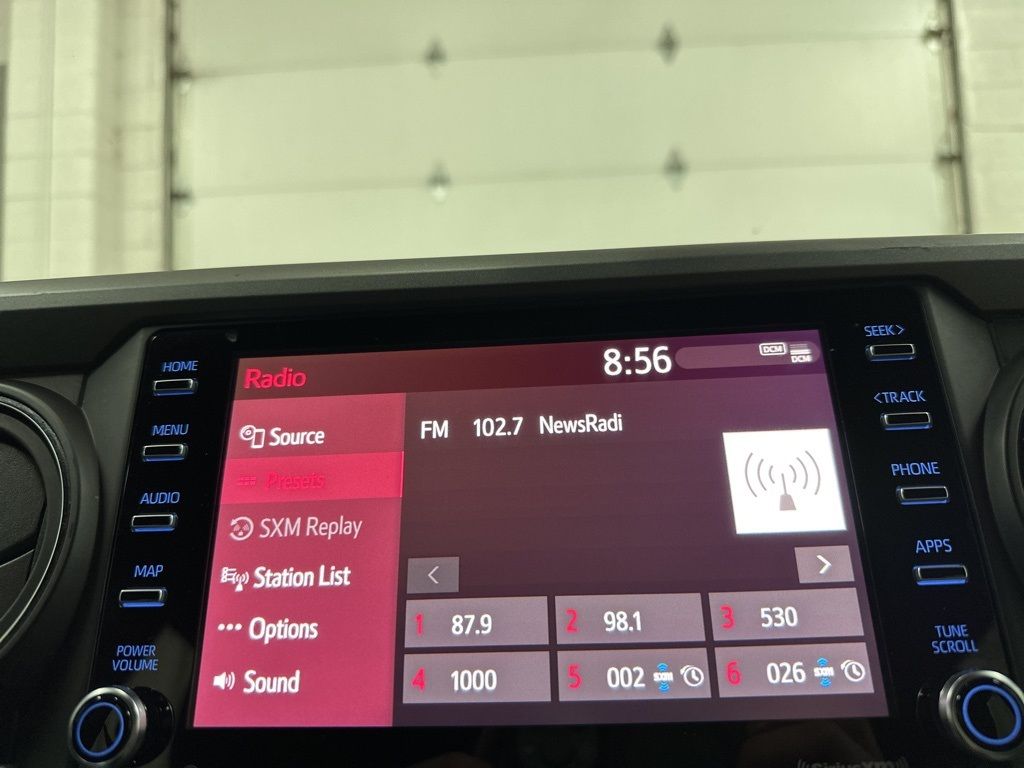 HOME
MENU
AUDIO
MAP
POWER
VOLUME
Radio
8:56
DCM
DCM
Source
Presets
SXM Replay
Station List
Options
Sound
FM 102.7 NewsRadi
<
>
1 87.9
2 98.1
3 530
4 1000
5 002 sxm
6 026 sxm
SEEK>
<TRACK
PHONE
APPS
TUNE
SCROLL
SiriusXm